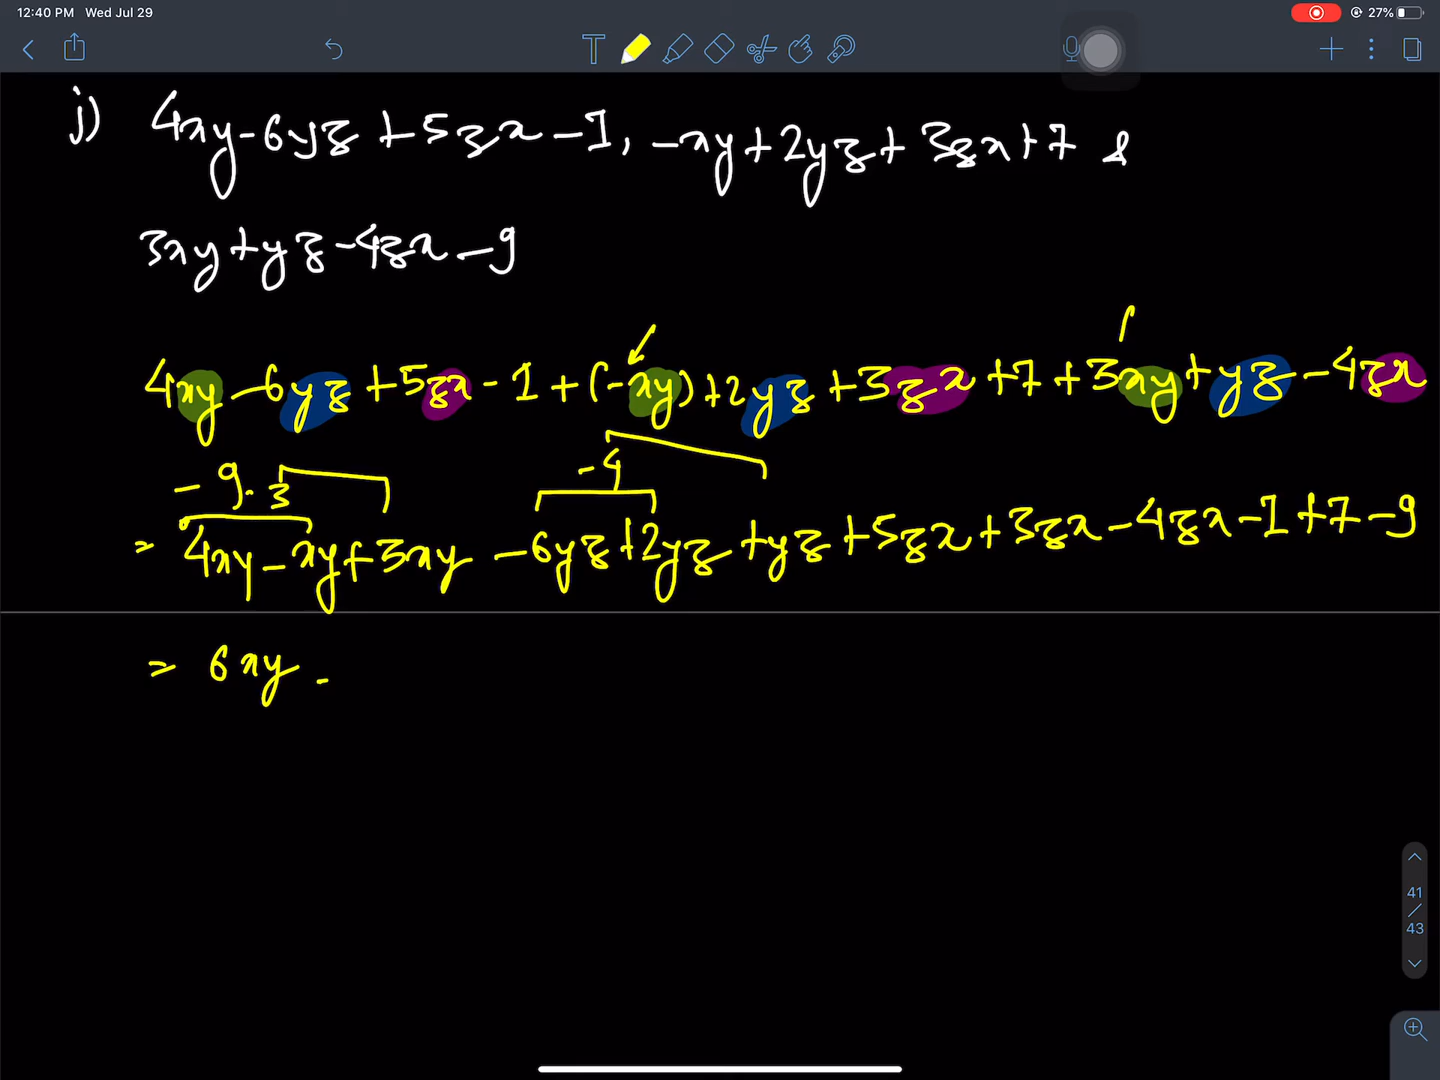 12:40 PM Wed Jul 29
27%
j) 4xy-6yz+5zx-1, -xy+2yz+3zx+7 &
3xy+yz-4zx-9
4xy-6yz+5zx-1+(-xy)+2yz+3zx+7+3xy+yz-4zx
-9. 3 -4
= 4xy-xy+3xy -6yz+2yz+yz+5zx+3zx-4zx-1+7-9
= 6xy -
41
/
43